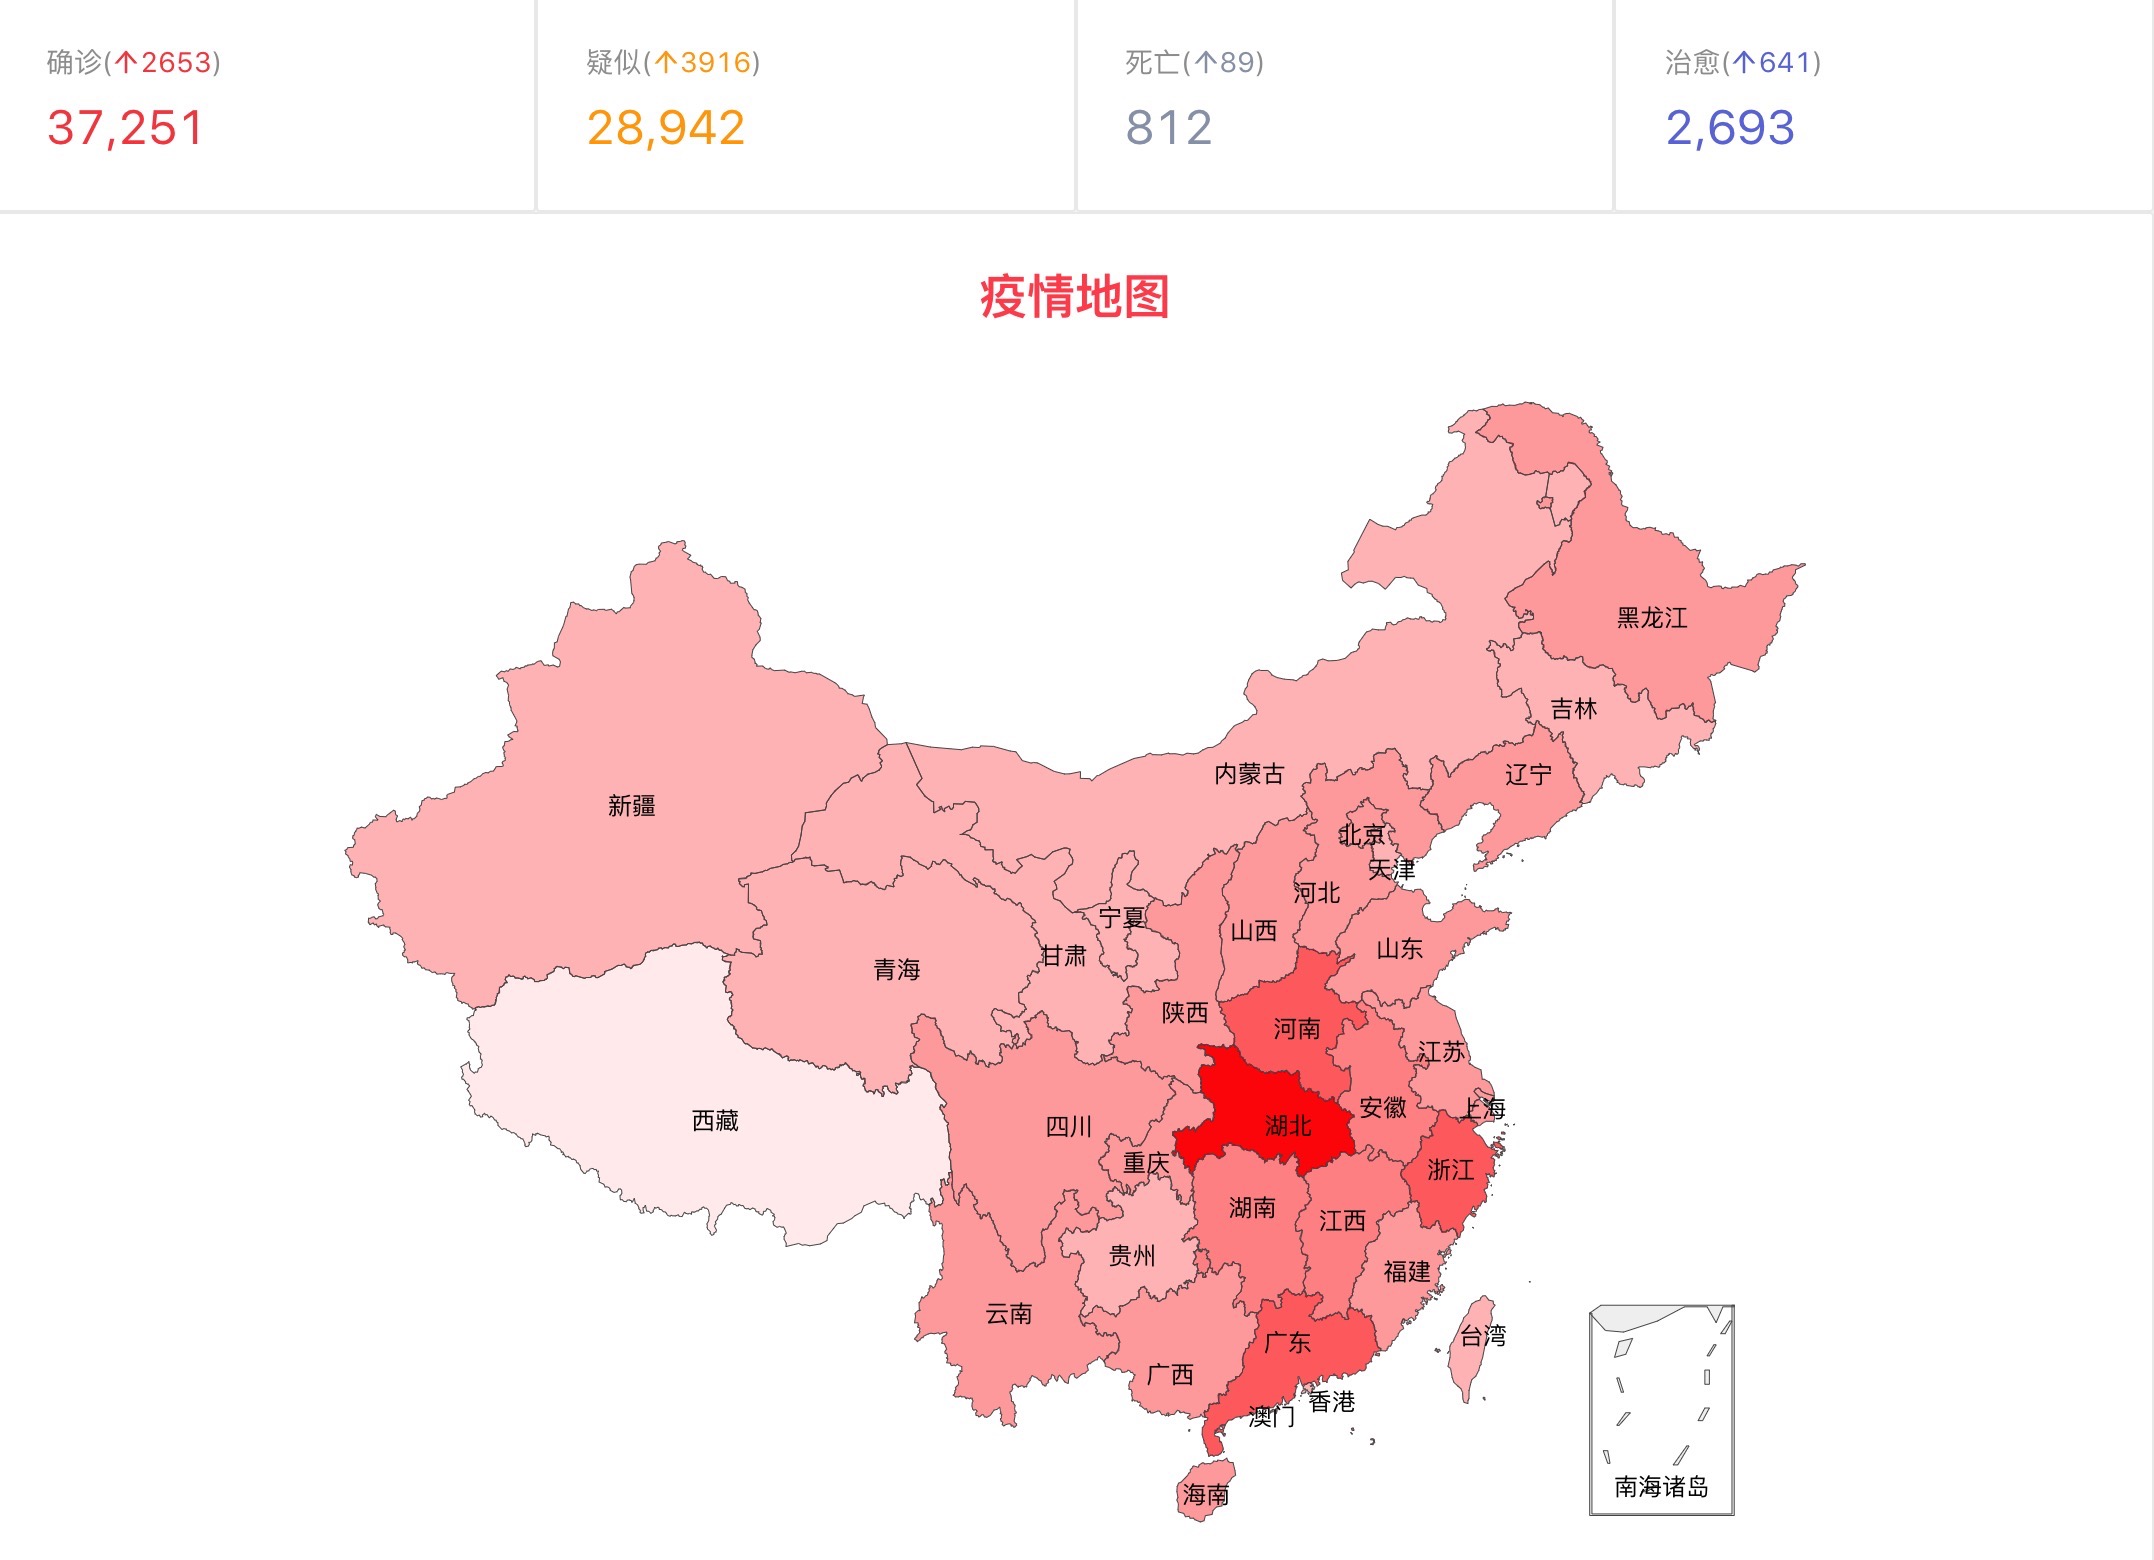 确诊(↑2653)
37,251
疑似(↑3916)
28,942
死亡(↑89)
812
治愈(↑641)
2,693
疫情地图
黑龙江
吉林
辽宁
内蒙古
新疆
北京
天津
河北
宁夏
山西
山东
甘肃
青海
陕西
河南
江苏
西藏
四川
湖北
安徽
上海
重庆
浙江
湖南
江西
贵州
福建
云南
台湾
广东
广西
香港
澳门
海南
南海诸岛